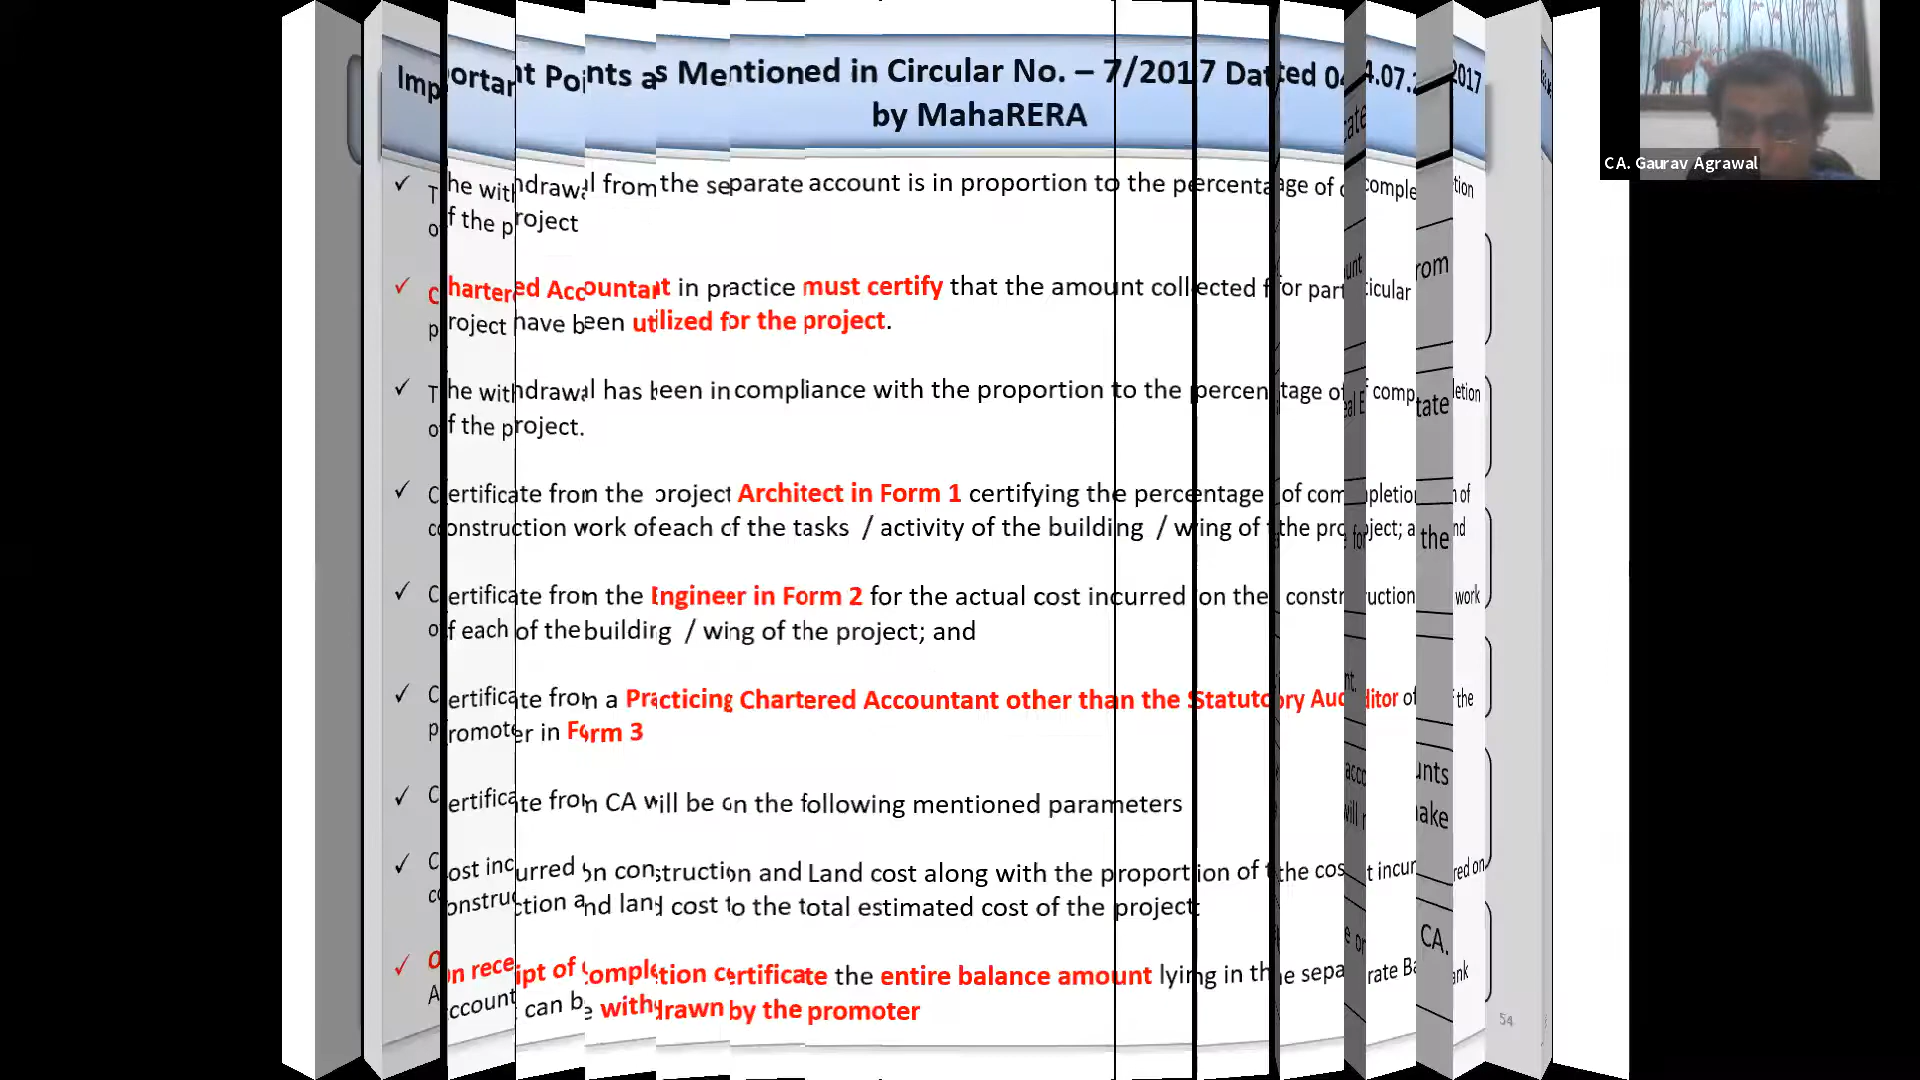 Important Points as Mentioned in Circular No. – 7/2017 Dated 04.07.2017
by MahaRERA
CA. Gaurav Agrawal
✓ The withdrawal from the separate account is in proportion to the percentage of completion
of the project
✓ Chartered Accountant in practice must certify that the amount collected for particular
project have been utilized for the project.
✓ The withdrawal has been in compliance with the proportion to the percentage of completion
of the project.
✓ Certificate from the project Architect in Form 1 certifying the percentage of completion of
construction work of each of the tasks / activity of the building / wing of the project; and
✓ Certificate from the Engineer in Form 2 for the actual cost incurred on the construction work
of each of the building / wing of the project; and
✓ Certificate from a Practicing Chartered Accountant other than the Statutory Auditor of the
promoter in Form 3
✓ Certificate from CA will be on the following mentioned parameters
✓ Cost incurred on construction and Land cost along with the proportion of the cost incurred on
construction and land cost to the total estimated cost of the project
✓ On receipt of completion certificate the entire balance amount lying in the separate Bank
Account can be withdrawn by the promoter
54